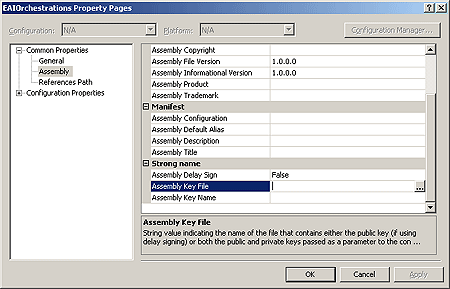 EAIOrchestrations Property Pages
Configuration: N/A Platform: N/A Configuration Manager...
Common Properties
General
Assembly
References Path
Configuration Properties
Assembly Copyright
Assembly File Version 1.0.0.0
Assembly Informational Version 1.0.0.0
Assembly Product
Assembly Trademark
Manifest
Assembly Configuration
Assembly Default Alias
Assembly Description
Assembly Title
Strong name
Assembly Delay Sign False
Assembly Key File ...
Assembly Key Name
Assembly Key File
String value indicating the name of the file that contains either the public key (if using
delay signing) or both the public and private keys passed as a parameter to the con ...
OK Cancel Apply